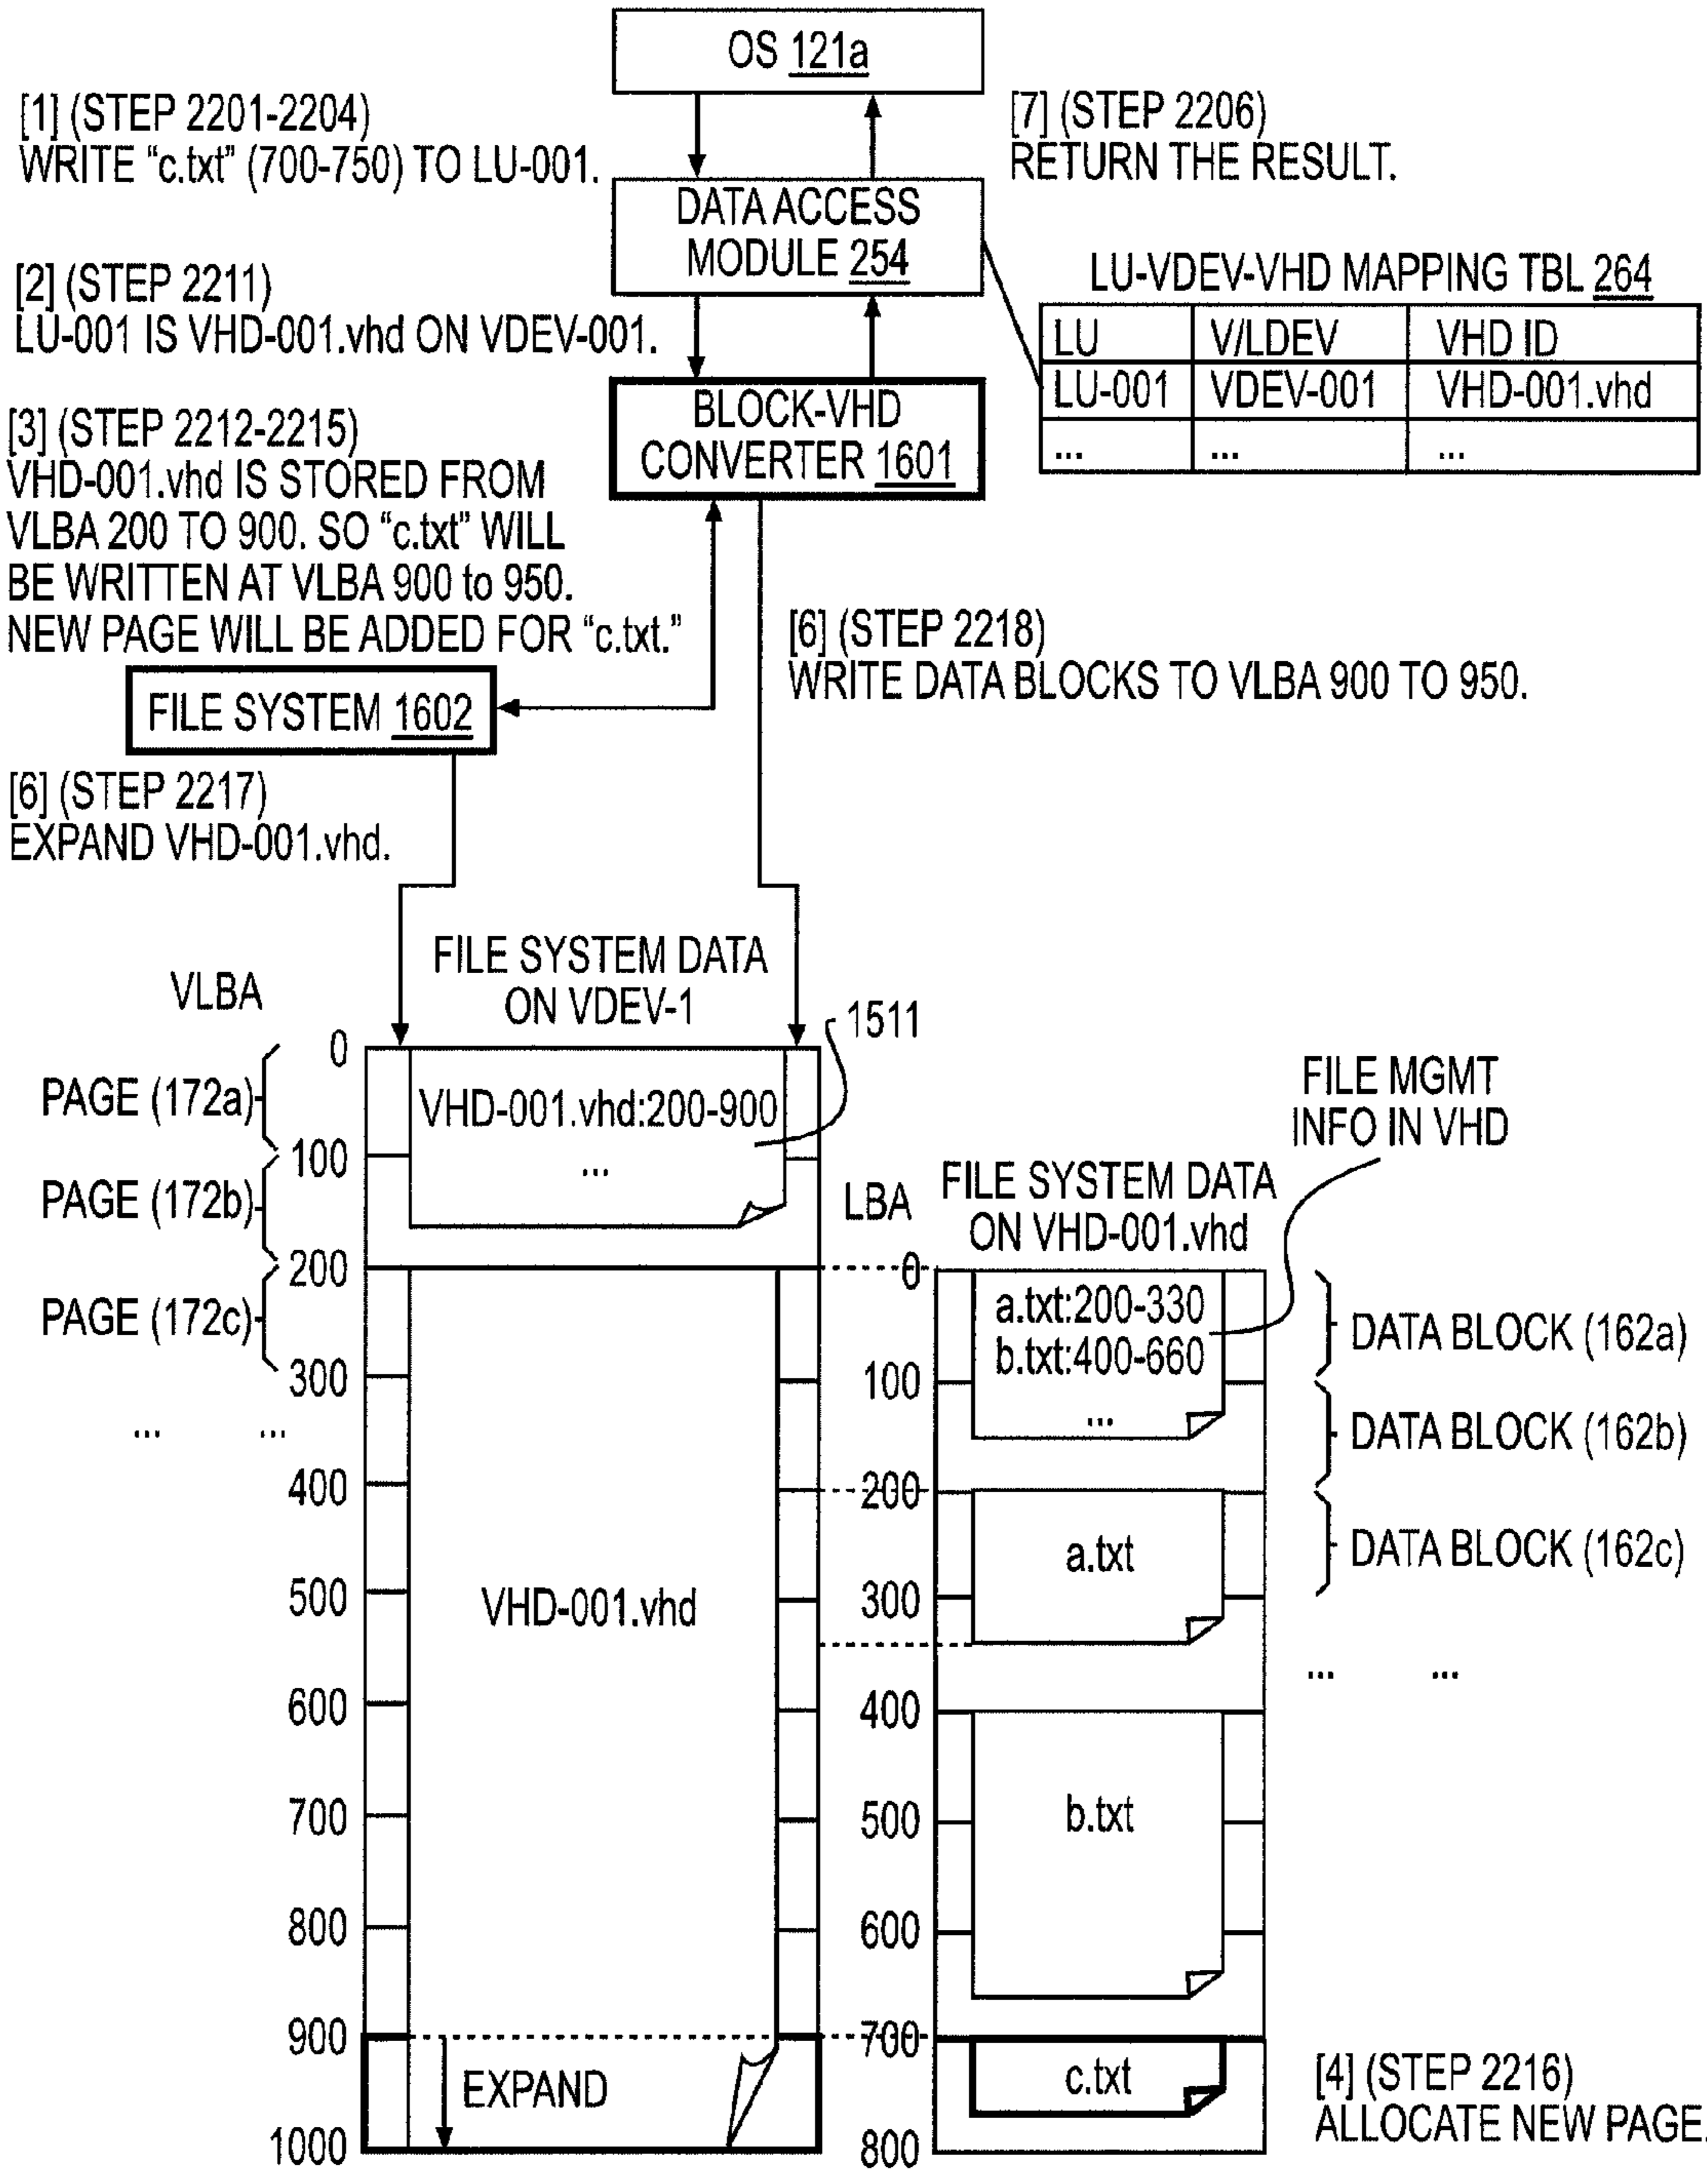 OS 121a
[1] (STEP 2201-2204)
WRITE “c.txt” (700-750) TO LU-001.
[7] (STEP 2206)
RETURN THE RESULT.
DATA ACCESS
MODULE 254
[2] (STEP 2211)
LU-001 IS VHD-001.vhd ON VDEV-001.
LU-VDEV-VHD MAPPING TBL 264
LU V/LDEV VHD ID
LU-001 VDEV-001 VHD-001.vhd
... ... ...
BLOCK-VHD
CONVERTER 1601
[3] (STEP 2212-2215)
VHD-001.vhd IS STORED FROM
VLBA 200 TO 900. SO “c.txt” WILL
BE WRITTEN AT VLBA 900 to 950.
NEW PAGE WILL BE ADDED FOR “c.txt.”
[6] (STEP 2218)
WRITE DATA BLOCKS TO VLBA 900 TO 950.
FILE SYSTEM 1602
[6] (STEP 2217)
EXPAND VHD-001.vhd.
FILE SYSTEM DATA
ON VDEV-1
VLBA
1511
0
PAGE (172a)
VHD-001.vhd:200-900
...
100
PAGE (172b)
200
PAGE (172c)
300
... ...
400
500
VHD-001.vhd
600
700
800
900
EXPAND
1000
FILE MGMT
INFO IN VHD
LBA
FILE SYSTEM DATA
ON VHD-001.vhd
0
a.txt:200-330
b.txt:400-660
...
DATA BLOCK (162a)
100
DATA BLOCK (162b)
200
a.txt
DATA BLOCK (162c)
300
... ...
400
b.txt
500
600
700
c.txt
800
[4] (STEP 2216)
ALLOCATE NEW PAGE.